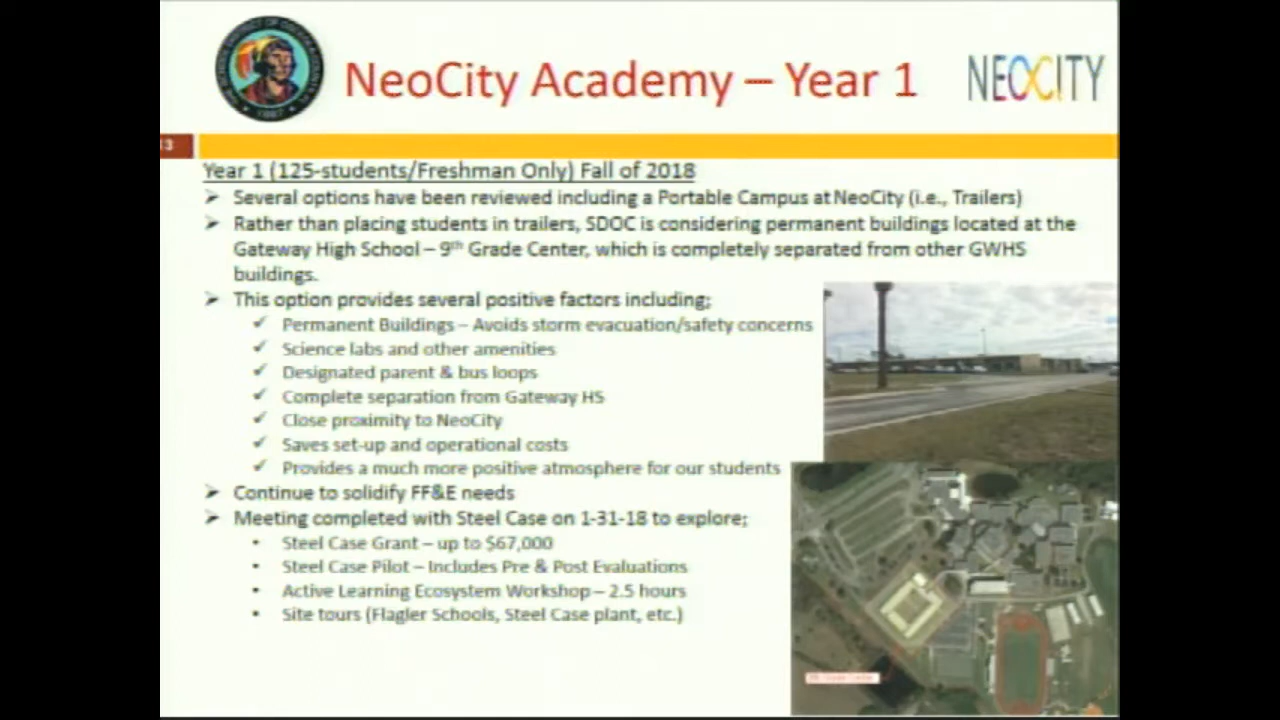 NeoCity Academy – Year 1
NEOCITY
13
Year 1 (125-students/Freshman Only) Fall of 2018
➢ Several options have been reviewed including a Portable Campus at NeoCity (i.e., Trailers)
➢ Rather than placing students in trailers, SDOC is considering permanent buildings located at the
Gateway High School – 9th Grade Center, which is completely separated from other GWHS
buildings.
➢ This option provides several positive factors including;
✓ Permanent Buildings – Avoids storm evacuation/safety concerns
✓ Science labs and other amenities
✓ Designated parent & bus loops
✓ Complete separation from Gateway HS
✓ Close proximity to NeoCity
✓ Saves set-up and operational costs
✓ Provides a much more positive atmosphere for our students
➢ Continue to solidify FF&E needs
➢ Meeting completed with Steel Case on 1-31-18 to explore;
• Steel Case Grant – up to $67,000
• Steel Case Pilot – Includes Pre & Post Evaluations
• Active Learning Ecosystem Workshop – 2.5 hours
• Site tours (Flagler Schools, Steel Case plant, etc.)